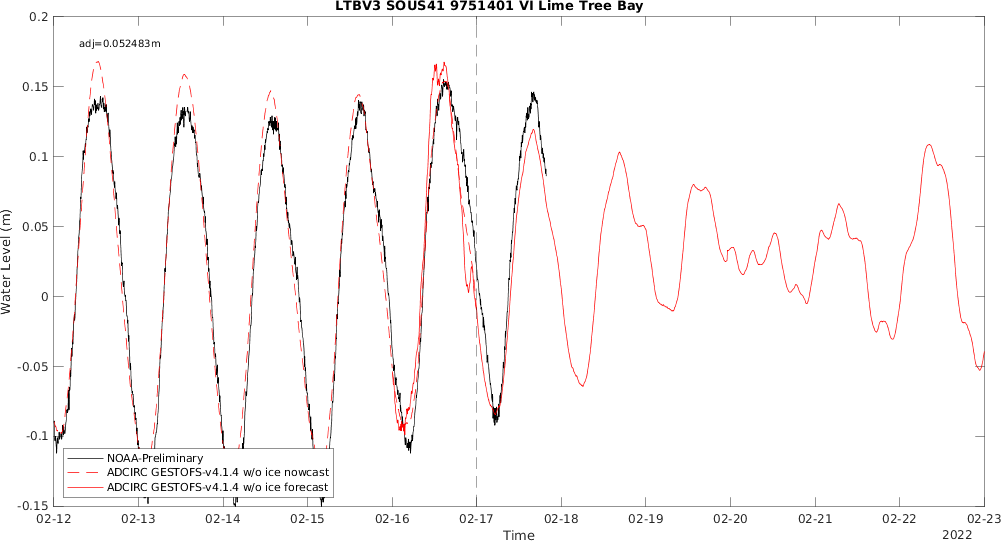 LTBV3 SOUS41 9751401 VI Lime Tree Bay
0.2
adj=0.052483m
0.15
0.1
0.05
0
-0.05
-0.1
-0.15
Water Level (m)
NOAA-Preliminary
ADCIRC GESTOFS-v4.1.4 w/o ice nowcast
ADCIRC GESTOFS-v4.1.4 w/o ice forecast
02-12 02-13 02-14 02-15 02-16 02-17 02-18 02-19 02-20 02-21 02-22 02-23
Time
2022